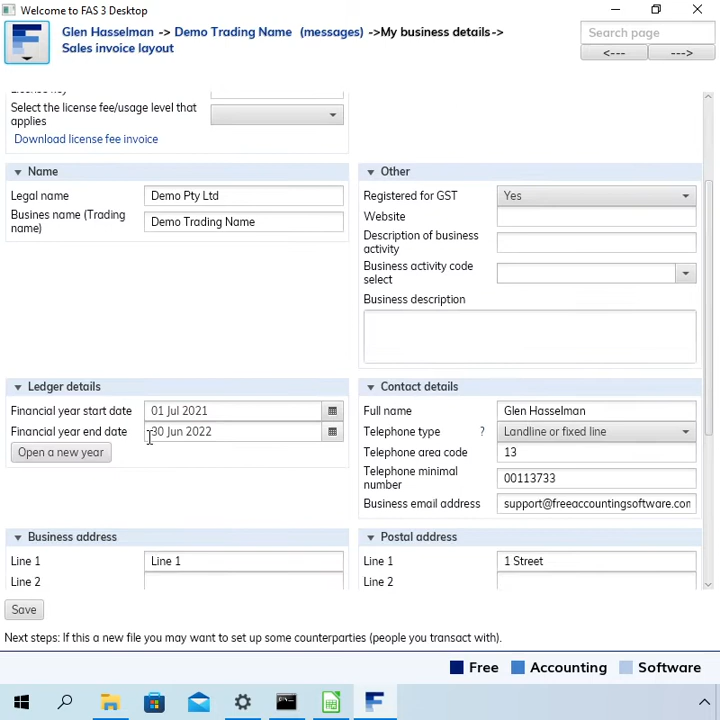 Welcome to FAS 3 Desktop
Glen Hasselman -> Demo Trading Name (messages) ->My business details->
Sales invoice layout
Search page
<---
--->
License key
Select the license fee/usage level that
applies
Download license fee invoice
Name
Legal name
Demo Pty Ltd
Busines name (Trading
name)
Demo Trading Name
Other
Registered for GST
Yes
Website
Description of business
activity
Business activity code
select
Business description
Ledger details
Financial year start date
01 Jul 2021
Financial year end date
30 Jun 2022
Open a new year
Contact details
Full name
Glen Hasselman
Telephone type
?
Landline or fixed line
Telephone area code
13
Telephone minimal
number
00113733
Business email address
support@freeaccountingsoftware.con
Business address
Line 1
Line 1
Line 2
Postal address
Line 1
1 Street
Line 2
Save
Next steps: If this a new file you may want to set up some counterparties (people you transact with).
Free
Accounting
Software